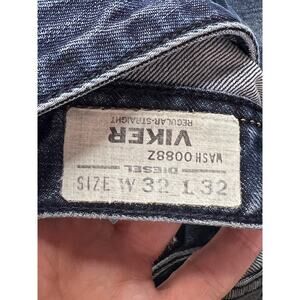 REGULAR-STRAIGHT
VIKER
WASH 0088Z
DIESEL
SIZE W 32 L 32